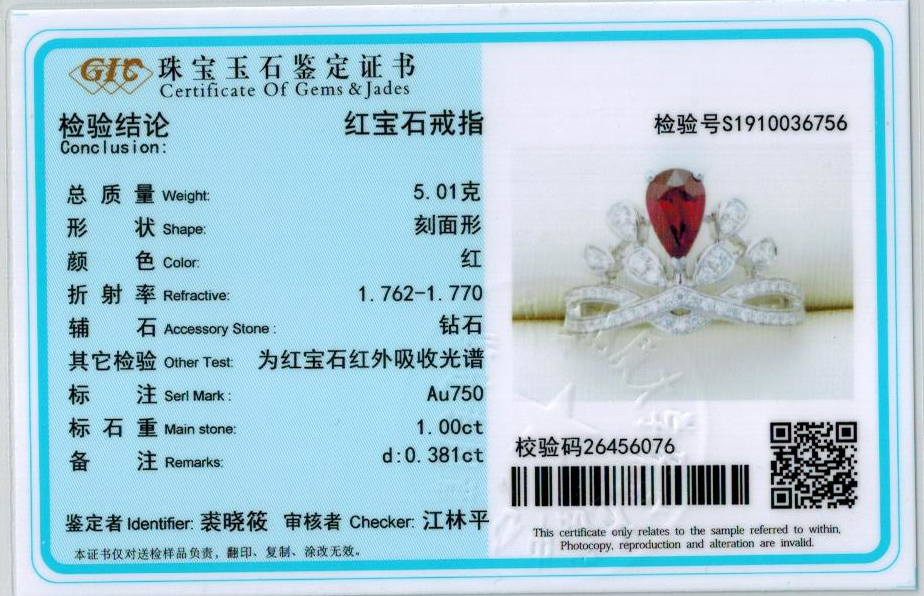 GIC 珠宝玉石鉴定证书
Certificate Of Gems & Jades
检验结论 红宝石戒指
Conclusion:
总质量 Weight: 5.01克
形状 Shape: 刻面形
颜色 Color: 红
折射率 Refractive: 1.762-1.770
辅石 Accessory Stone : 钻石
其它检验 Other Test: 为红宝石红外吸收光谱
标注 Serl Mark : Au750
标石重 Main stone: 1.00ct
备注 Remarks: d:0.381ct
鉴定者 Identifier: 裘晓筱 审核者 Checker: 江林平
本证书仅对送检样品负责，翻印、复制、涂改无效。
检验号S1910036756
校验码26456076
This certificate only relates to the sample referred to within,
Photocopy, reproduction and alteration are invalid.